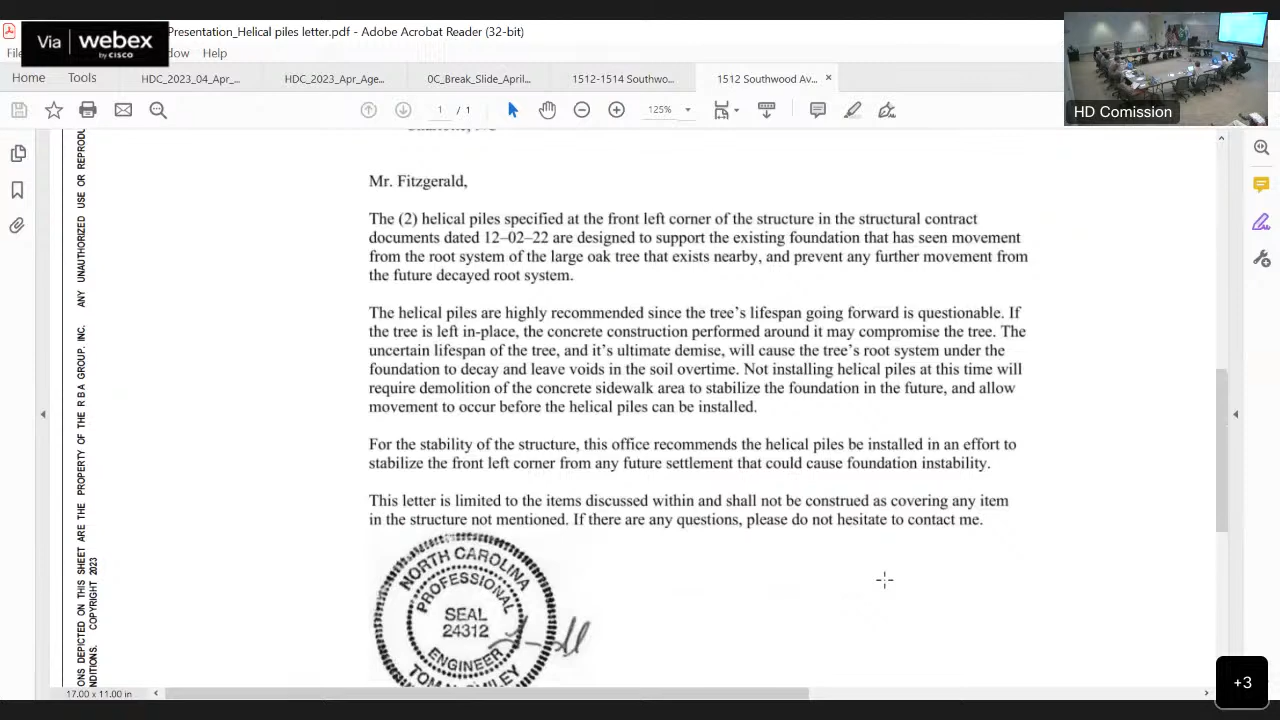 Via webex
by CISCO
Presentation_Helical piles letter.pdf - Adobe Acrobat Reader (32-bit)
dow Help
Home Tools HDC_2023_04_Apr_... HDC_2023_Apr_Age... 0C_Break_Slide_April... 1512-1514 Southwo... 1512 Southwood Av...
1 / 1 125%
HD Comission
Mr. Fitzgerald,
The (2) helical piles specified at the front left corner of the structure in the structural contract
documents dated 12–02–22 are designed to support the existing foundation that has seen movement
from the root system of the large oak tree that exists nearby, and prevent any further movement from
the future decayed root system.
The helical piles are highly recommended since the tree's lifespan going forward is questionable. If
the tree is left in-place, the concrete construction performed around it may compromise the tree. The
uncertain lifespan of the tree, and it's ultimate demise, will cause the tree's root system under the
foundation to decay and leave voids in the soil overtime. Not installing helical piles at this time will
require demolition of the concrete sidewalk area to stabilize the foundation in the future, and allow
movement to occur before the helical piles can be installed.
For the stability of the structure, this office recommends the helical piles be installed in an effort to
stabilize the front left corner from any future settlement that could cause foundation instability.
This letter is limited to the items discussed within and shall not be construed as covering any item
in the structure not mentioned. If there are any questions, please do not hesitate to contact me.
NORTH CAROLINA
PROFESSIONAL
SEAL
24312
ENGINEER
ONS DEPICTED ON THIS SHEET ARE THE PROPERTY OF THE R B A GROUP, INC. ANY UNAUTHORIZED USE OR REPRODU
NDITIONS. COPYRIGHT 2023
17.00 x 11.00 in
+3